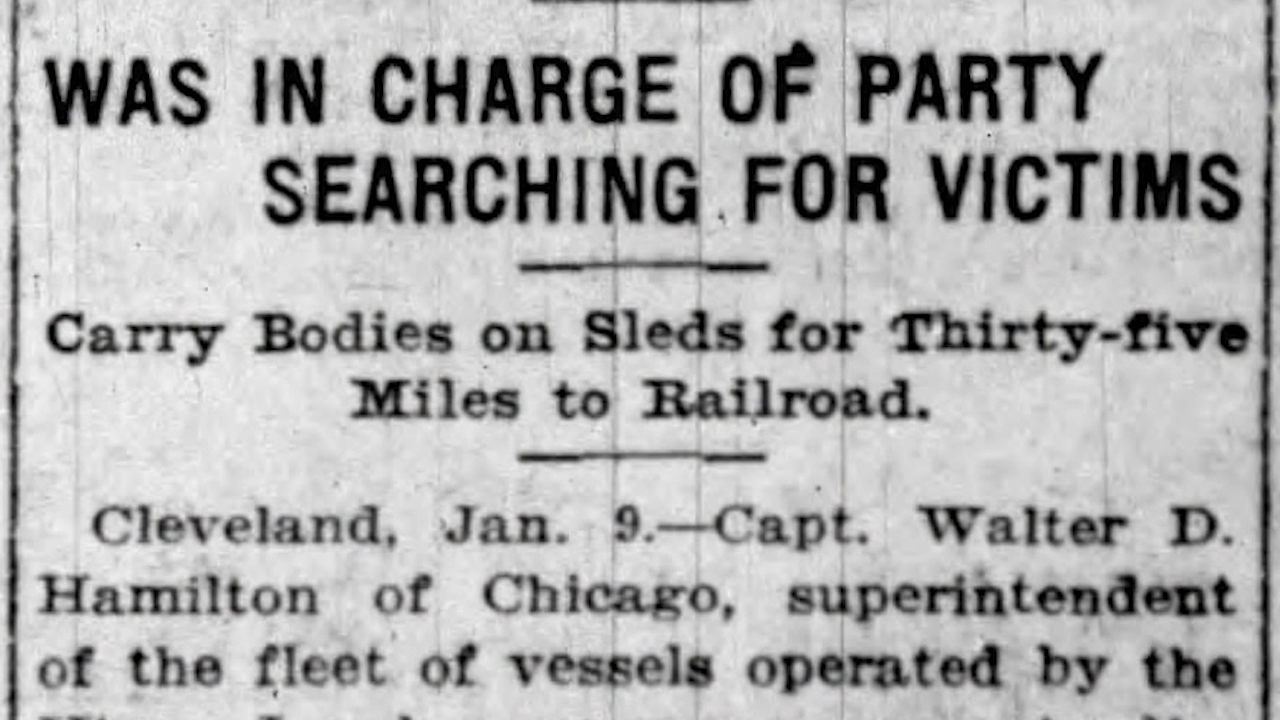 WAS IN CHARGE OF PARTY
SEARCHING FOR VICTIMS
Carry Bodies on Sleds for Thirty-five
Miles to Railroad.
Cleveland, Jan. 9.—Capt. Walter D.
Hamilton of Chicago, superintendent
of the fleet of vessels operated by the